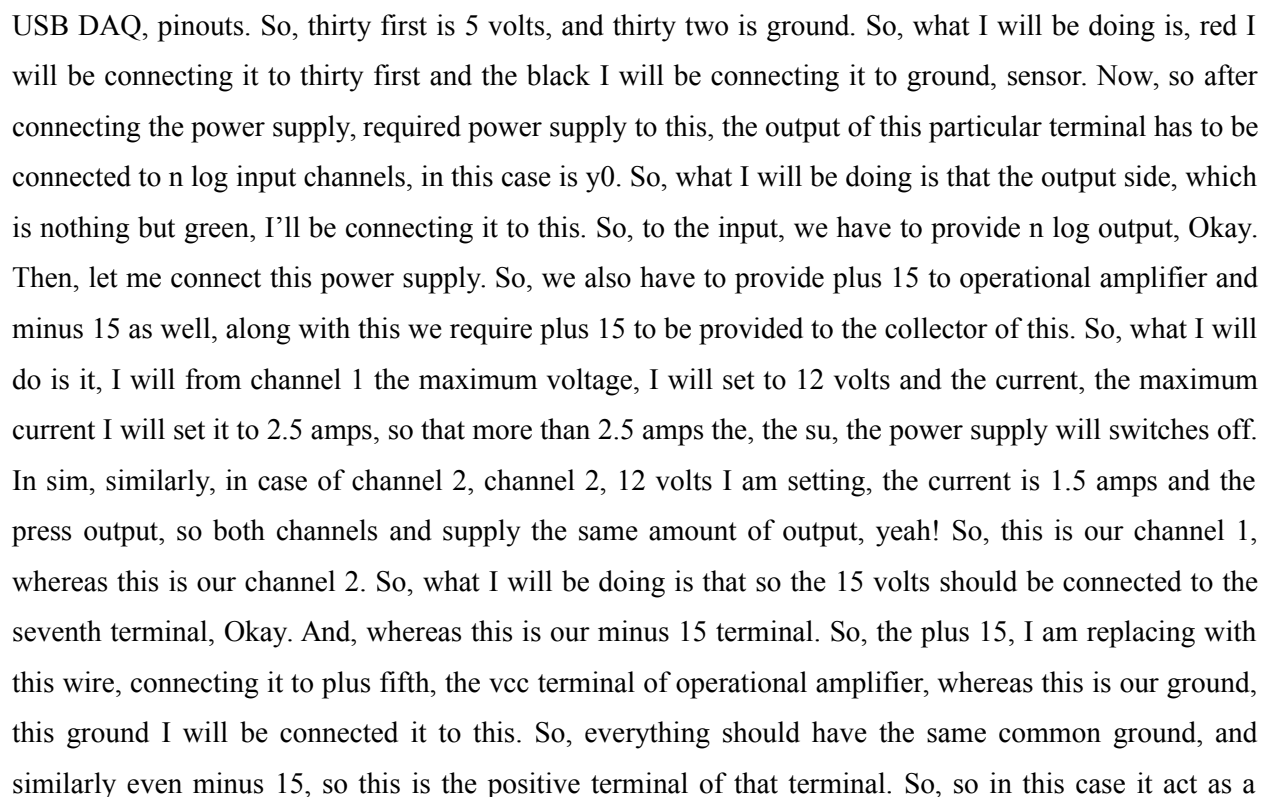 USB DAQ, pinouts. So, thirty first is 5 volts, and thirty two is ground. So, what I will be doing is, red I
will be connecting it to thirty first and the black I will be connecting it to ground, sensor. Now, so after
connecting the power supply, required power supply to this, the output of this particular terminal has to be
connected to n log input channels, in this case is y0. So, what I will be doing is that the output side, which
is nothing but green, I’ll be connecting it to this. So, to the input, we have to provide n log output, Okay.
Then, let me connect this power supply. So, we also have to provide plus 15 to operational amplifier and
minus 15 as well, along with this we require plus 15 to be provided to the collector of this. So, what I will
do is it, I will from channel 1 the maximum voltage, I will set to 12 volts and the current, the maximum
current I will set it to 2.5 amps, so that more than 2.5 amps the, the su, the power supply will switches off.
In sim, similarly, in case of channel 2, channel 2, 12 volts I am setting, the current is 1.5 amps and the
press output, so both channels and supply the same amount of output, yeah! So, this is our channel 1,
whereas this is our channel 2. So, what I will be doing is that so the 15 volts should be connected to the
seventh terminal, Okay. And, whereas this is our minus 15 terminal. So, the plus 15, I am replacing with
this wire, connecting it to plus fifth, the vcc terminal of operational amplifier, whereas this is our ground,
this ground I will be connected it to this. So, everything should have the same common ground, and
similarly even minus 15, so this is the positive terminal of that terminal. So, so in this case it act as a